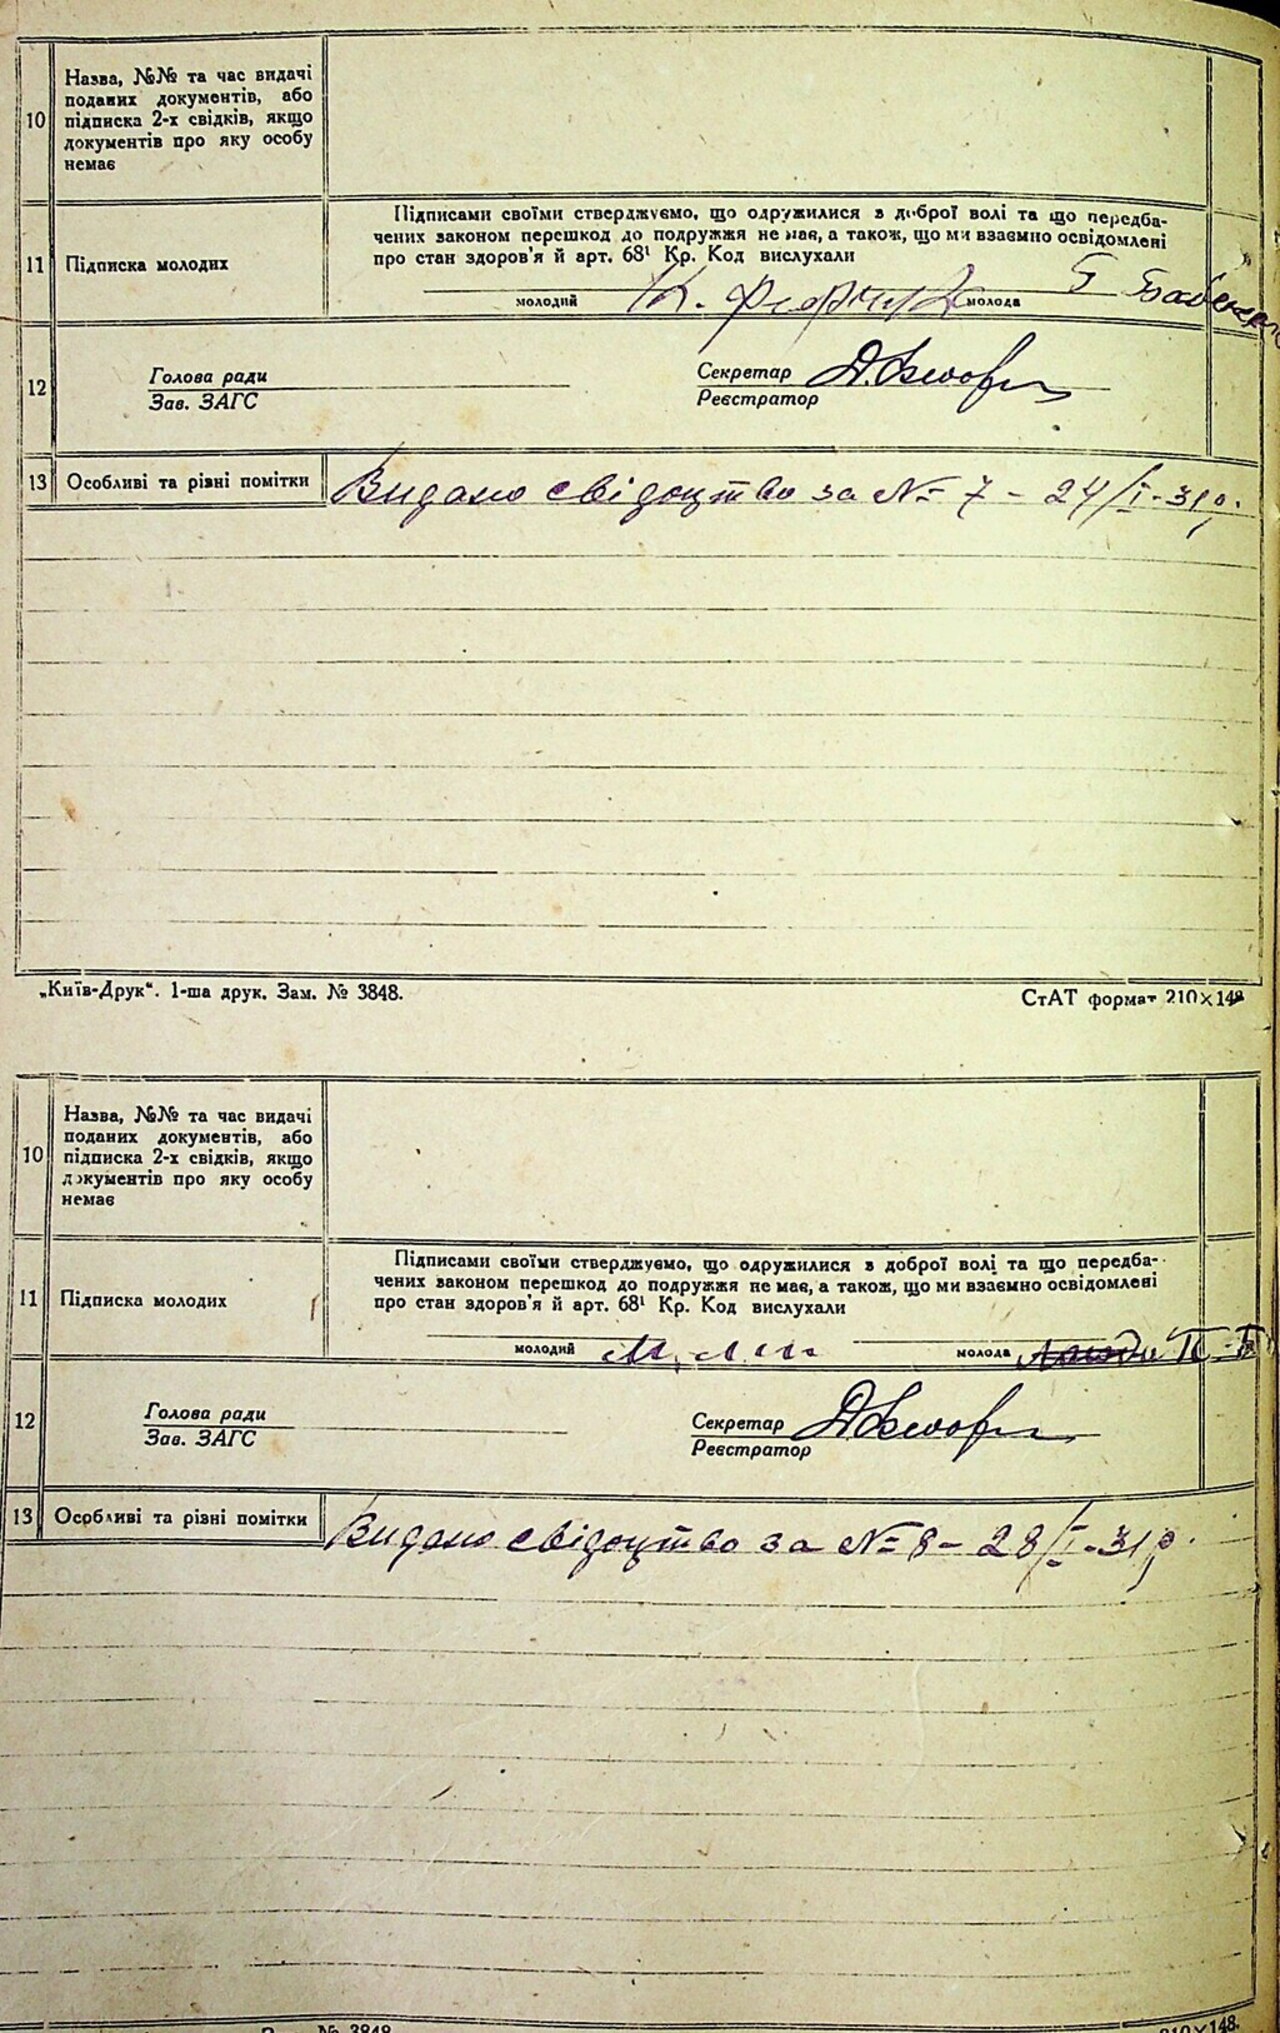 10
Назва, №№ та час видачі
поданих документів, або
підписка 2-х свідків, якщо
документів про яку особу
немає
11
Підписка молодих
Підписами своїми стверджуємо, що одружилися з доброї волі та що передба-
чених законом перешкод до подружжя не має, а також, що ми взаємно освідомлені
про стан здоров'я й арт. 68¹ Кр. Код вислухали
молодий К. молода
12
Голова ради
Зав. ЗАГС
Секретар
Реєстратор
13
Особливі та різні помітки
Видано свідоцтво за № 7 – 24/I-31 р.
„Київ-Друк“. 1-ша друк. Зам. № 3848.
СтАТ формат 210×148
10
Назва, №№ та час видачі
поданих документів, або
підписка 2-х свідків, якщо
документів про яку особу
немає
11
Підписка молодих
Підписами своїми стверджуємо, що одружилися з доброї волі та що передба-
чених законом перешкод до подружжя не має, а також, що ми взаємно освідомлені
про стан здоров'я й арт. 68¹ Кр. Код вислухали
молодий молода
12
Голова ради
Зав. ЗАГС
Секретар
Реєстратор
13
Особливі та різні помітки
Видано свідоцтво за № 8 – 28/I-31 р.
№ 3848
210×148.